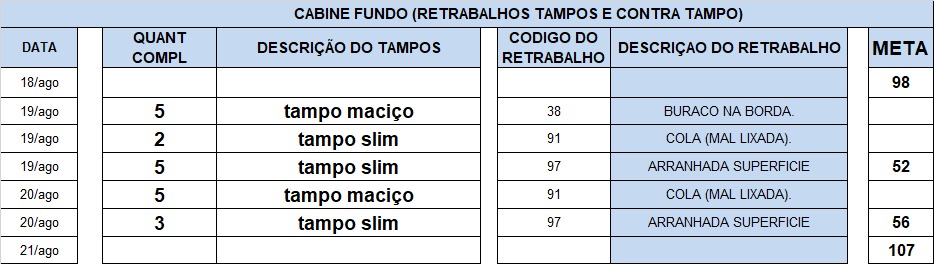 CABINE FUNDO (RETRABALHOS TAMPOS E CONTRA TAMPO)
DATA QUANT COMPL DESCRIÇÃO DO TAMPOS CODIGO DO RETRABALHO DESCRIÇAO DO RETRABALHO META
18/ago 98
19/ago 5 tampo maciço 38 BURACO NA BORDA.
19/ago 2 tampo slim 91 COLA (MAL LIXADA).
19/ago 5 tampo slim 97 ARRANHADA SUPERFICIE 52
20/ago 5 tampo maciço 91 COLA (MAL LIXADA).
20/ago 3 tampo slim 97 ARRANHADA SUPERFICIE 56
21/ago 107